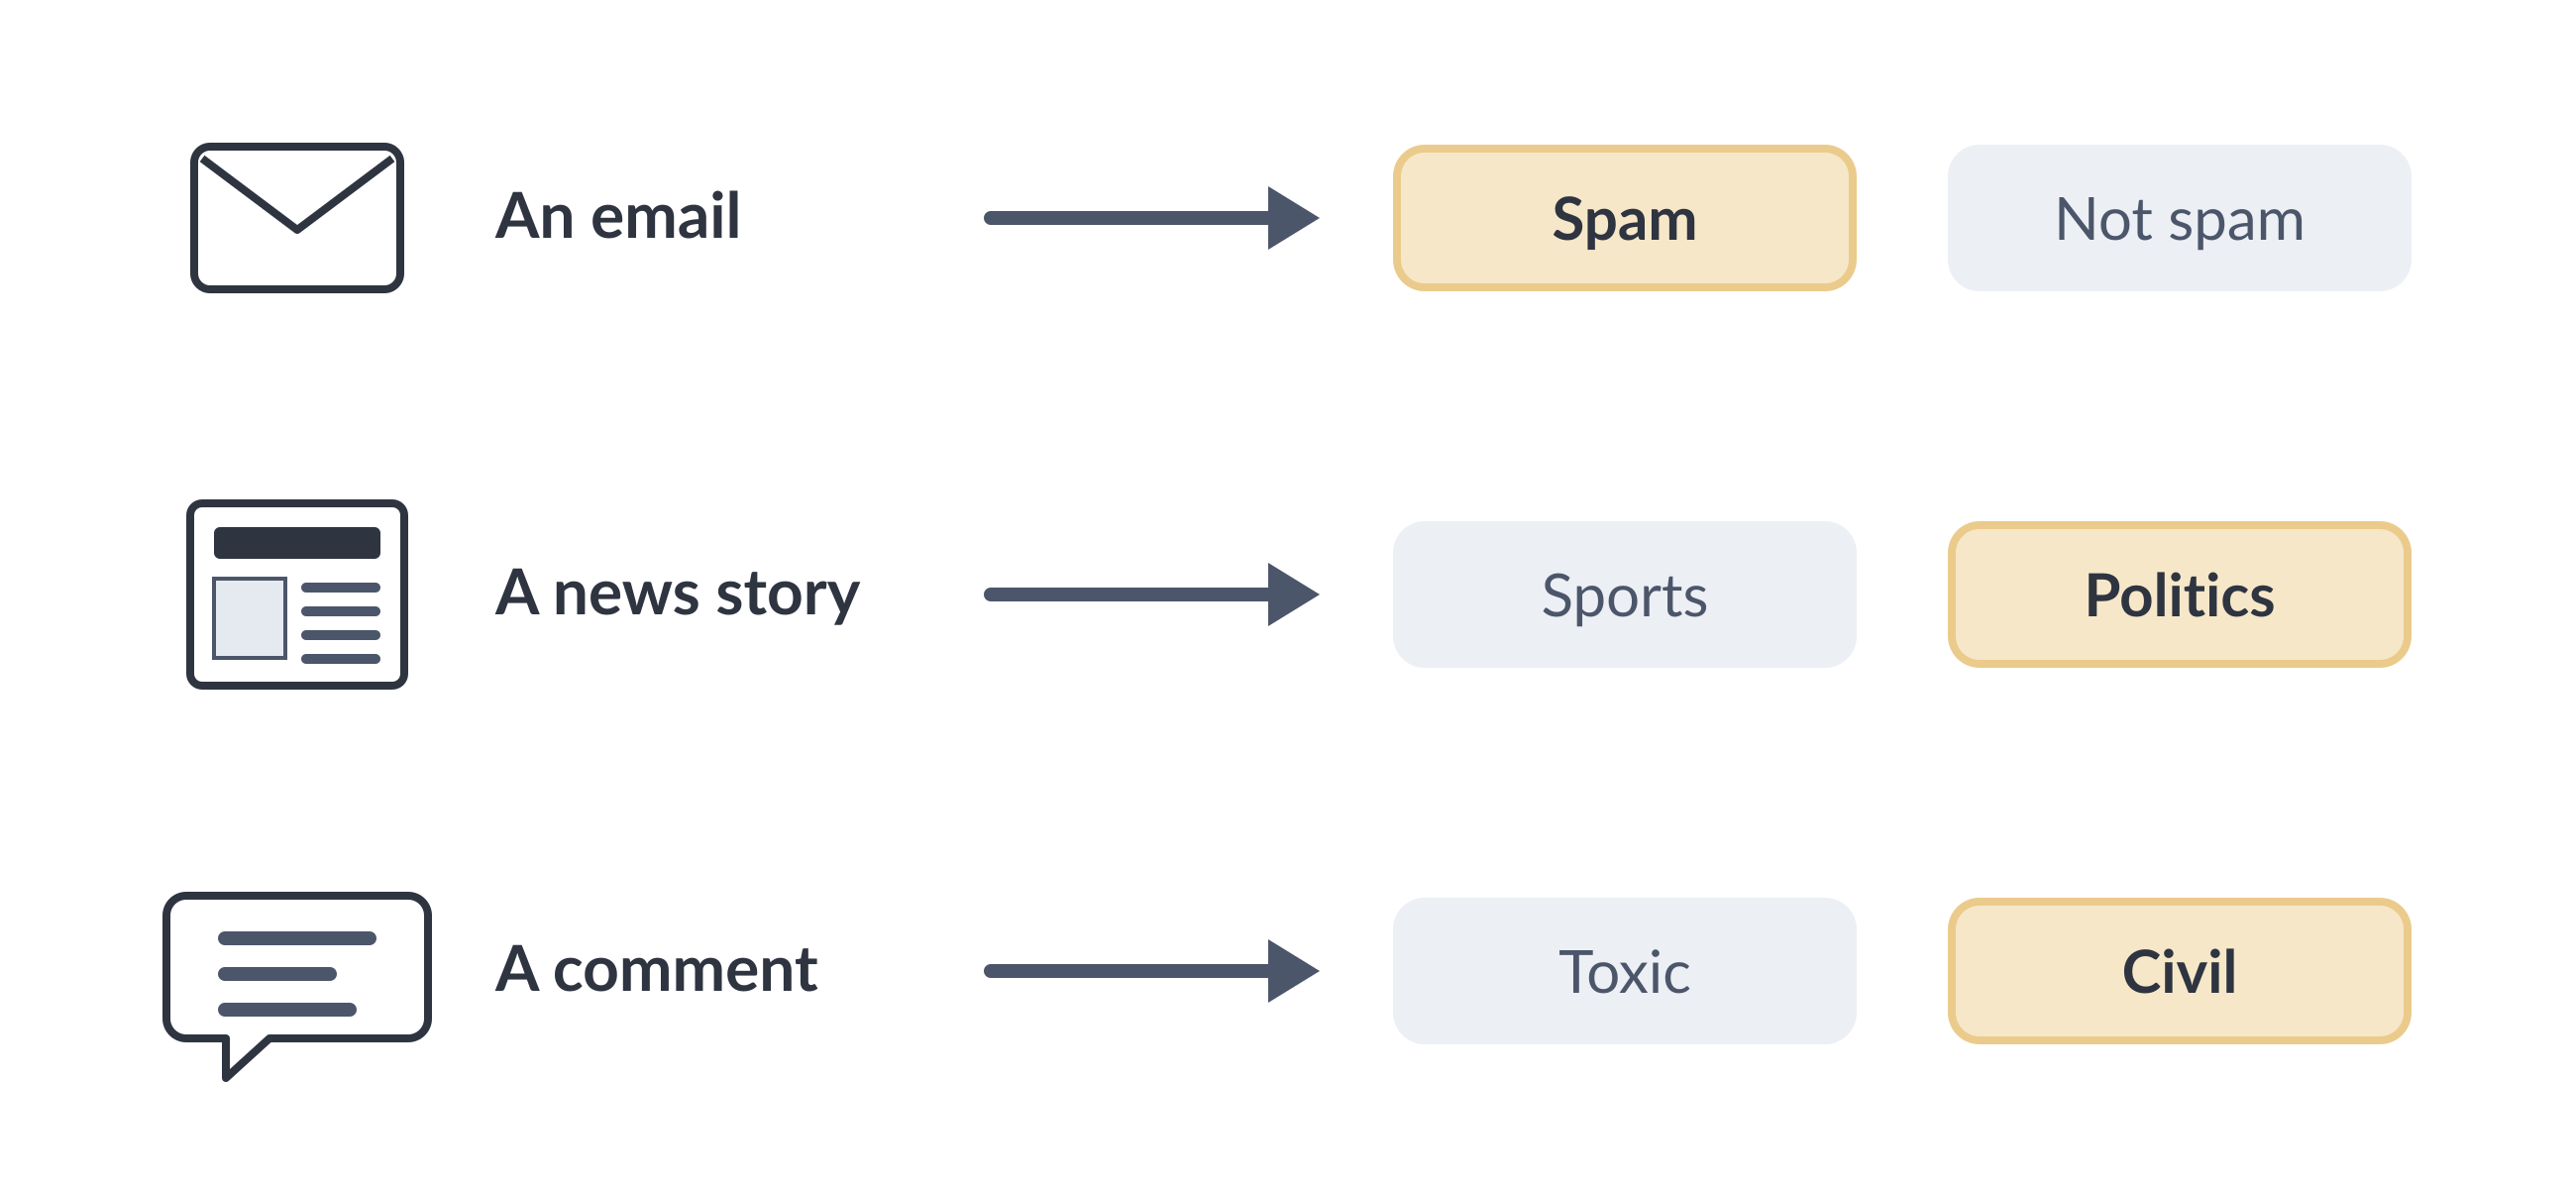 An email
Spam
Not spam
A news story
Sports
Politics
A comment
Toxic
Civil